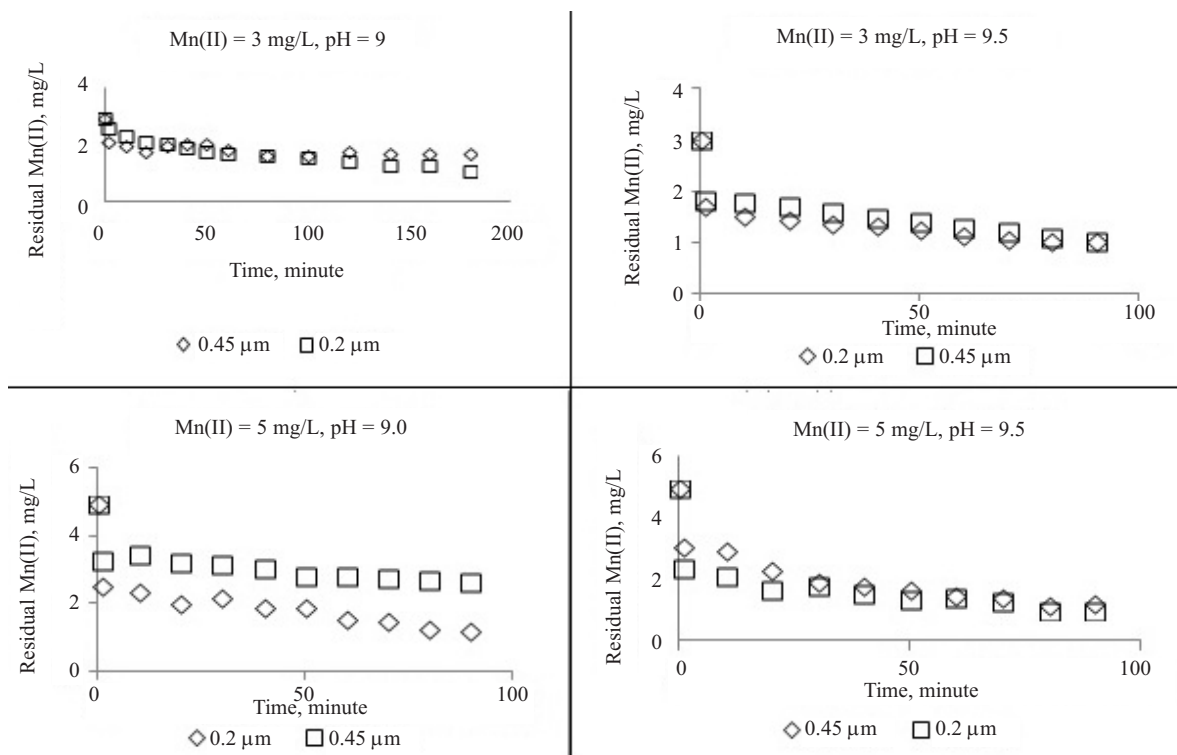 Mn(II) = 3 mg/L, pH = 9
Residual Mn(II), mg/L
4
2
0
0 50 100 150 200
Time, minute
0.45 µm 0.2 µm
Mn(II) = 3 mg/L, pH = 9.5
Residual Mn(II), mg/L
4
3
2
1
0
0 50 100
Time, minute
0.2 µm 0.45 µm
Mn(II) = 5 mg/L, pH = 9.0
Residual Mn(II), mg/L
6
4
2
0
0 50 100
Time, minute
0.2 µm 0.45 µm
Mn(II) = 5 mg/L, pH = 9.5
Residual Mn(II), mg/L
6
4
2
0
0 50 100
Time, minute
0.45 µm 0.2 µm